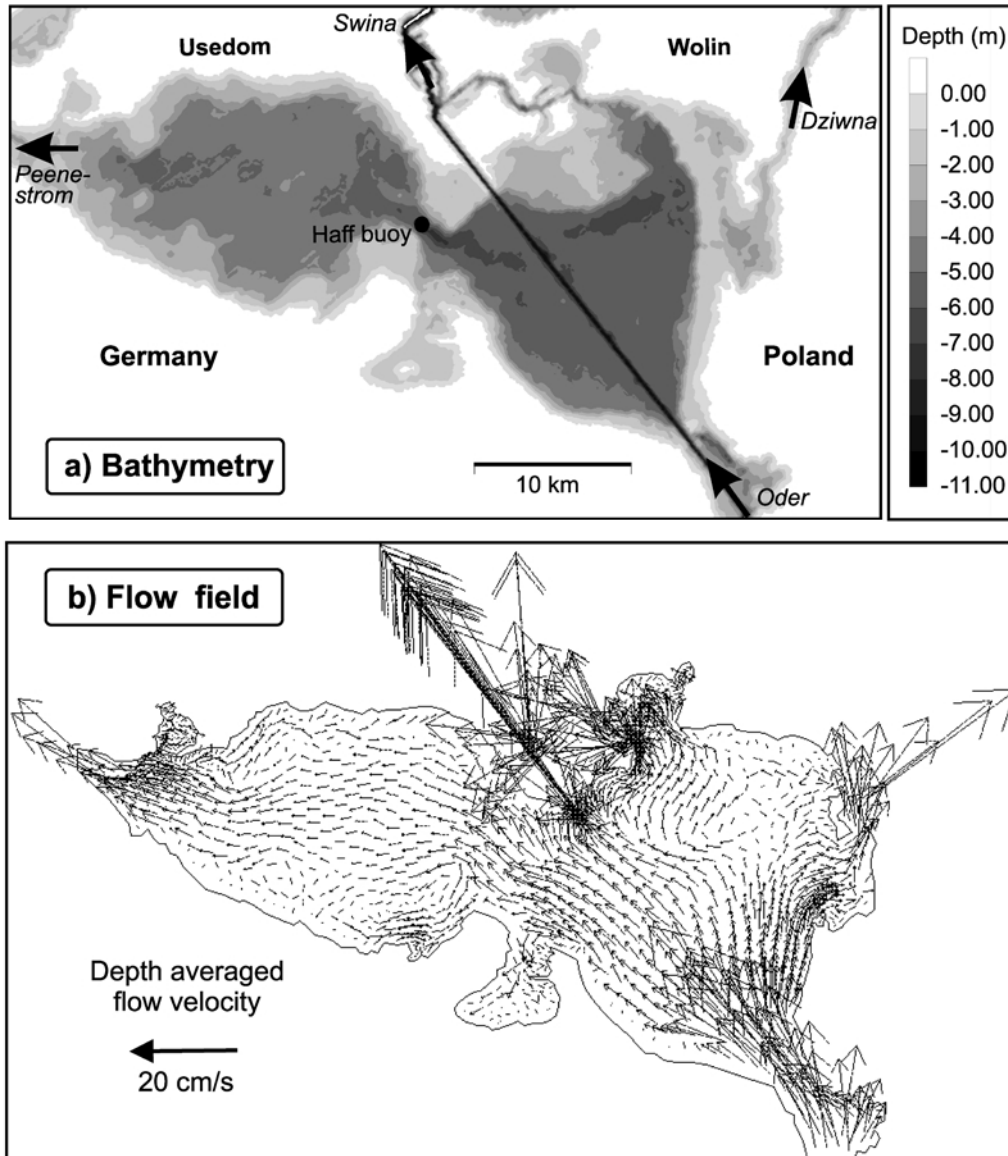 Usedom
Swina
Wolin
Depth (m)
0.00
-1.00
-2.00
-3.00
-4.00
-5.00
-6.00
-7.00
-8.00
-9.00
-10.00
-11.00
Dziwna
Peene-
strom
Haff buoy
Germany
Poland
a) Bathymetry
10 km
Oder
b) Flow field
Depth averaged
flow velocity
20 cm/s